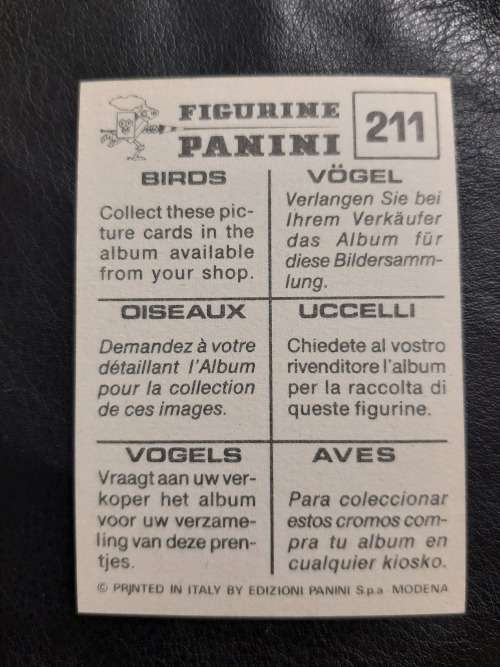 FIGURINE
PANINI
211
BIRDS
Collect these pic-
ture cards in the
album available
from your shop.
VÖGEL
Verlangen Sie bei
Ihrem Verkäufer
das Album für
diese Bildersamm-
lung.
OISEAUX
Demandez à votre
détaillant l'Album
pour la collection
de ces images.
UCCELLI
Chiedete al vostro
rivenditore l'album
per la raccolta di
queste figurine.
VOGELS
Vraagt aan uw ver-
koper het album
voor uw verzame-
ling van deze pren-
tjes.
AVES
Para coleccionar
estos cromos com-
pra tu album en
cualquier kiosko.
© PRINTED IN ITALY BY EDIZIONI PANINI S.p.a - MODENA